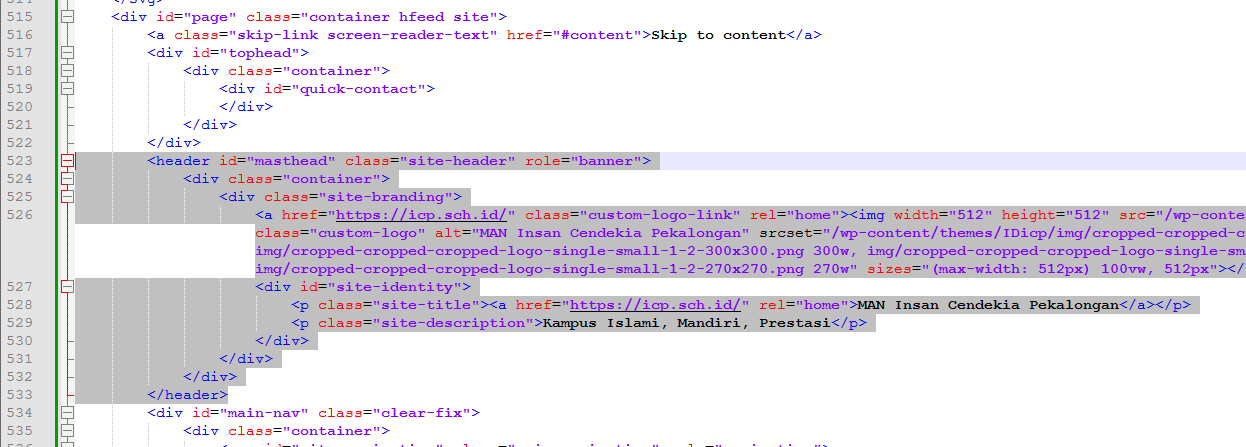 515 <div id="page" class="container hfeed site">
516 <a class="skip-link screen-reader-text" href="#content">Skip to content</a>
517 <div id="tophead">
518 <div class="container">
519 <div id="quick-contact">
520 </div>
521 </div>
522 </div>
523 <header id="masthead" class="site-header" role="banner">
524 <div class="container">
525 <div class="site-branding">
526 <a href="https://icp.sch.id/" class="custom-logo-link" rel="home"><img width="512" height="512" src="/wp-conte
class="custom-logo" alt="MAN Insan Cendekia Pekalongan" srcset="/wp-content/themes/IDicp/img/cropped-cropped-c
img/cropped-cropped-cropped-logo-single-small-1-2-300x300.png 300w, img/cropped-cropped-cropped-logo-single-sm
img/cropped-cropped-cropped-logo-single-small-1-2-270x270.png 270w" sizes="(max-width: 512px) 100vw, 512px"></
527 <div id="site-identity">
528 <p class="site-title"><a href="https://icp.sch.id/" rel="home">MAN Insan Cendekia Pekalongan</a></p>
529 <p class="site-description">Kampus Islami, Mandiri, Prestasi</p>
530 </div>
531 </div>
532 </div>
533 </header>
534 <div id="main-nav" class="clear-fix">
535 <div class="container">